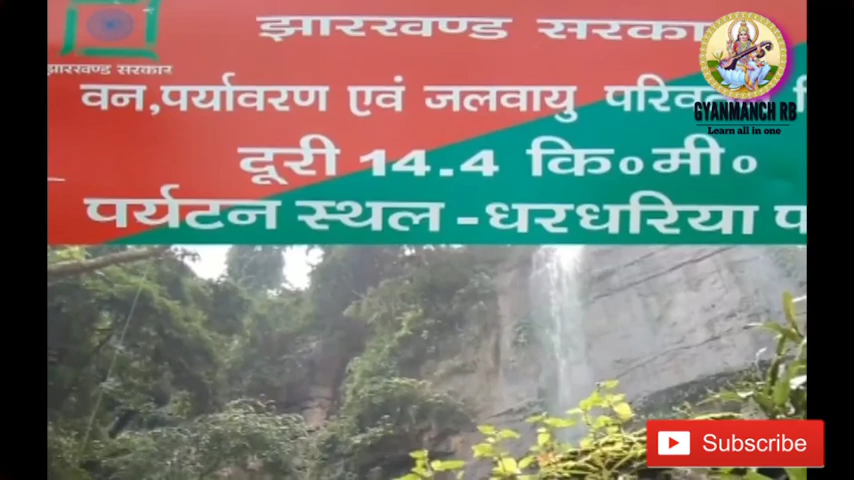 झारखण्ड सरकार
झारखण्ड सरकार
वन,पर्यावरण एवं जलवायु
दूरी 14.4 कि०मी०
पर्यटन स्थल -धरधरिया
GYANMANCH RB
Learn all in one
Subscribe